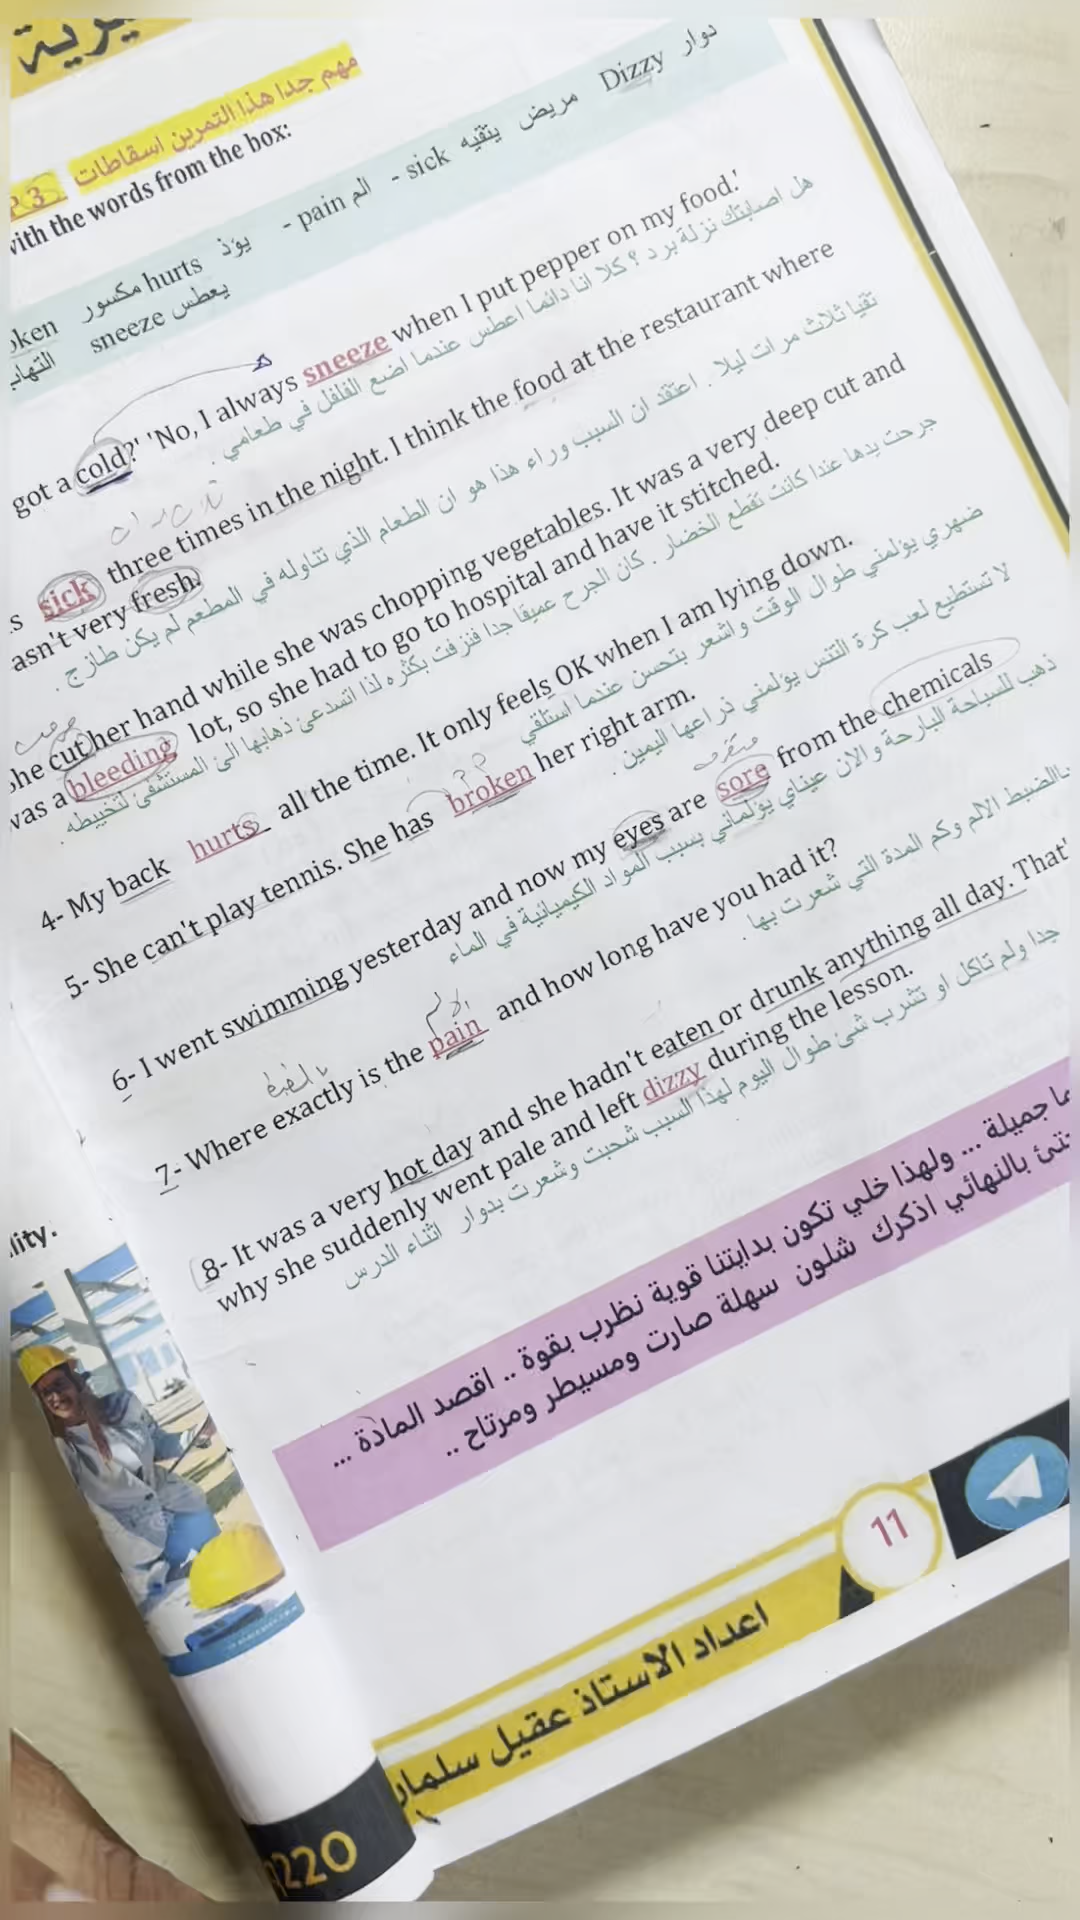 مهم جدا هذا التمرين اسقاطات
with the words from the box:
sneeze يعطس hurts مكسور يؤذ - pain الم - sick مريض يتقيه Dizzy دوار
got a cold?' 'No, I always sneeze when I put pepper on my food.'
هل اصابتك نزلة برد ؟ كلا انا دائما اعطس عندما اضع الفلفل في طعامي .
sick three times in the night. I think the food at the restaurant where
asn't very fresh.
تقيا ثلاث مرات ليلا . اعتقد ان السبب وراء هذا هو ان الطعام الذي تناوله في المطعم لم يكن طازج .
she cut her hand while she was chopping vegetables. It was a very deep cut and
was a bleeding lot, so she had to go to hospital and have it stitched.
جرحت يدها عندا كانت تقطع الخضار . كان الجرح عميقا جدا فنزفت بكثره لذا اتسدعئ ذهابها الئ المستشفئ لتخييطه .
4- My back hurts all the time. It only feels OK when I am lying down.
ضهري يؤلمني طوال الوقت واشعر بتحسن عندما استلقي
5- She can't play tennis. She has broken her right arm.
لا تستطيع لعب كرة التنس يؤلمني ذراعها اليمين .
6- I went swimming yesterday and now my eyes are sore from the chemicals
ذهب للسباحة البارحة والان عيناي يؤلماني بسبب المواد الكيميائية في الماء
7- Where exactly is the pain and how long have you had it?
الالم
بالضبط
بالضبط الالم وكم المدة التي شعرت بها .
8- It was a very hot day and she hadn't eaten or drunk anything all day. That'
why she suddenly went pale and left dizzy during the lesson.
جدا ولم تاكل او تشرب شئ طوال اليوم لهذا السبب شحبت وشعرت بدوار اثناء الدرس
جميلة ... ولهذا خلي تكون بدايتنا قوية نظرب بقوة .. اقصد المادة ...
بالنهائي اذكرك شلون سهلة صارت ومسيطر ومرتاح ..
lity.
11
اعداد الاستاذ عقيل سلمان
220